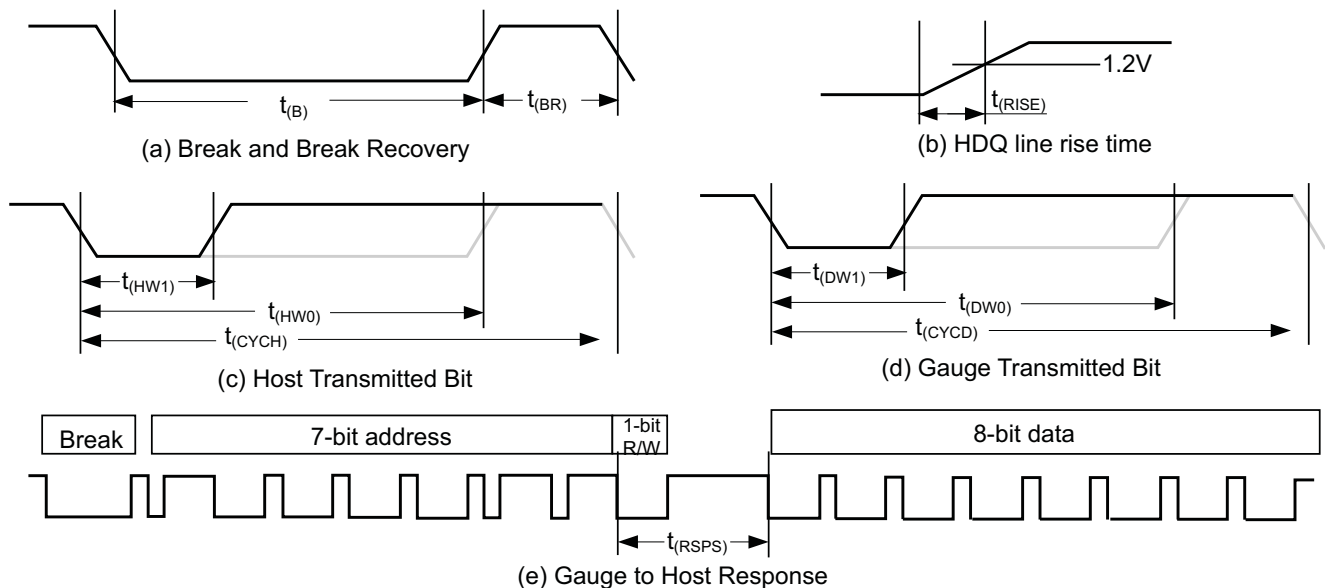 t(B)
t(BR)
(a) Break and Break Recovery
1.2V
t(RISE)
(b) HDQ line rise time
t(HW1)
t(HW0)
t(CYCH)
(c) Host Transmitted Bit
t(DW1)
t(DW0)
t(CYCD)
(d) Gauge Transmitted Bit
Break
7-bit address
1-bit
R/W
8-bit data
t(RSPS)
(e) Gauge to Host Response